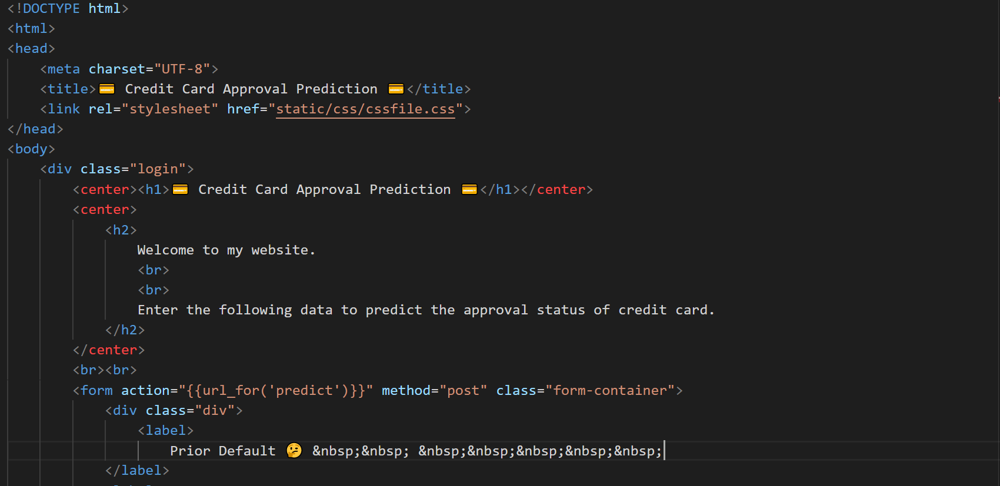 <!DOCTYPE html>
<html>
<head>
    <meta charset="UTF-8">
    <title>💳 Credit Card Approval Prediction 💳</title>
    <link rel="stylesheet" href="static/css/cssfile.css">
</head>
<body>
    <div class="login">
        <center><h1>💳 Credit Card Approval Prediction 💳</h1></center>
        <center>
            <h2>
                Welcome to my website.
                <br>
                <br>
                Enter the following data to predict the approval status of credit card.
            </h2>
        </center>
        <br><br>
        <form action="{{url_for('predict')}}" method="post" class="form-container">
            <div class="div">
                <label>
                    Prior Default 🤔 &nbsp;&nbsp; &nbsp;&nbsp;&nbsp;&nbsp;&nbsp;
            </label>